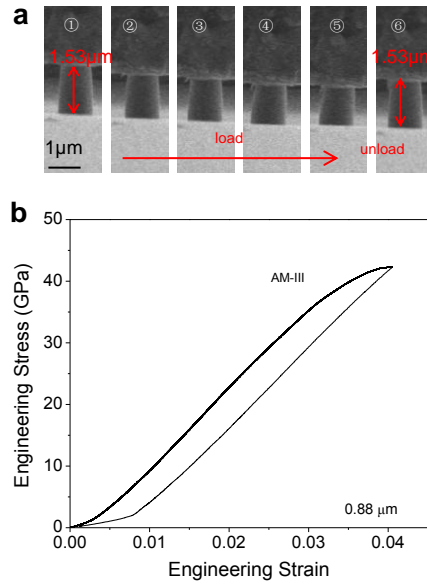 a
① ② ③ ④ ⑤ ⑥
1.53μm 1.53μm
load
unload
1μm
b
50
40
30
20
10
0
AM-III
0.88 μm
0.00 0.01 0.02 0.03 0.04
Engineering Strain
Engineering Stress (GPa)